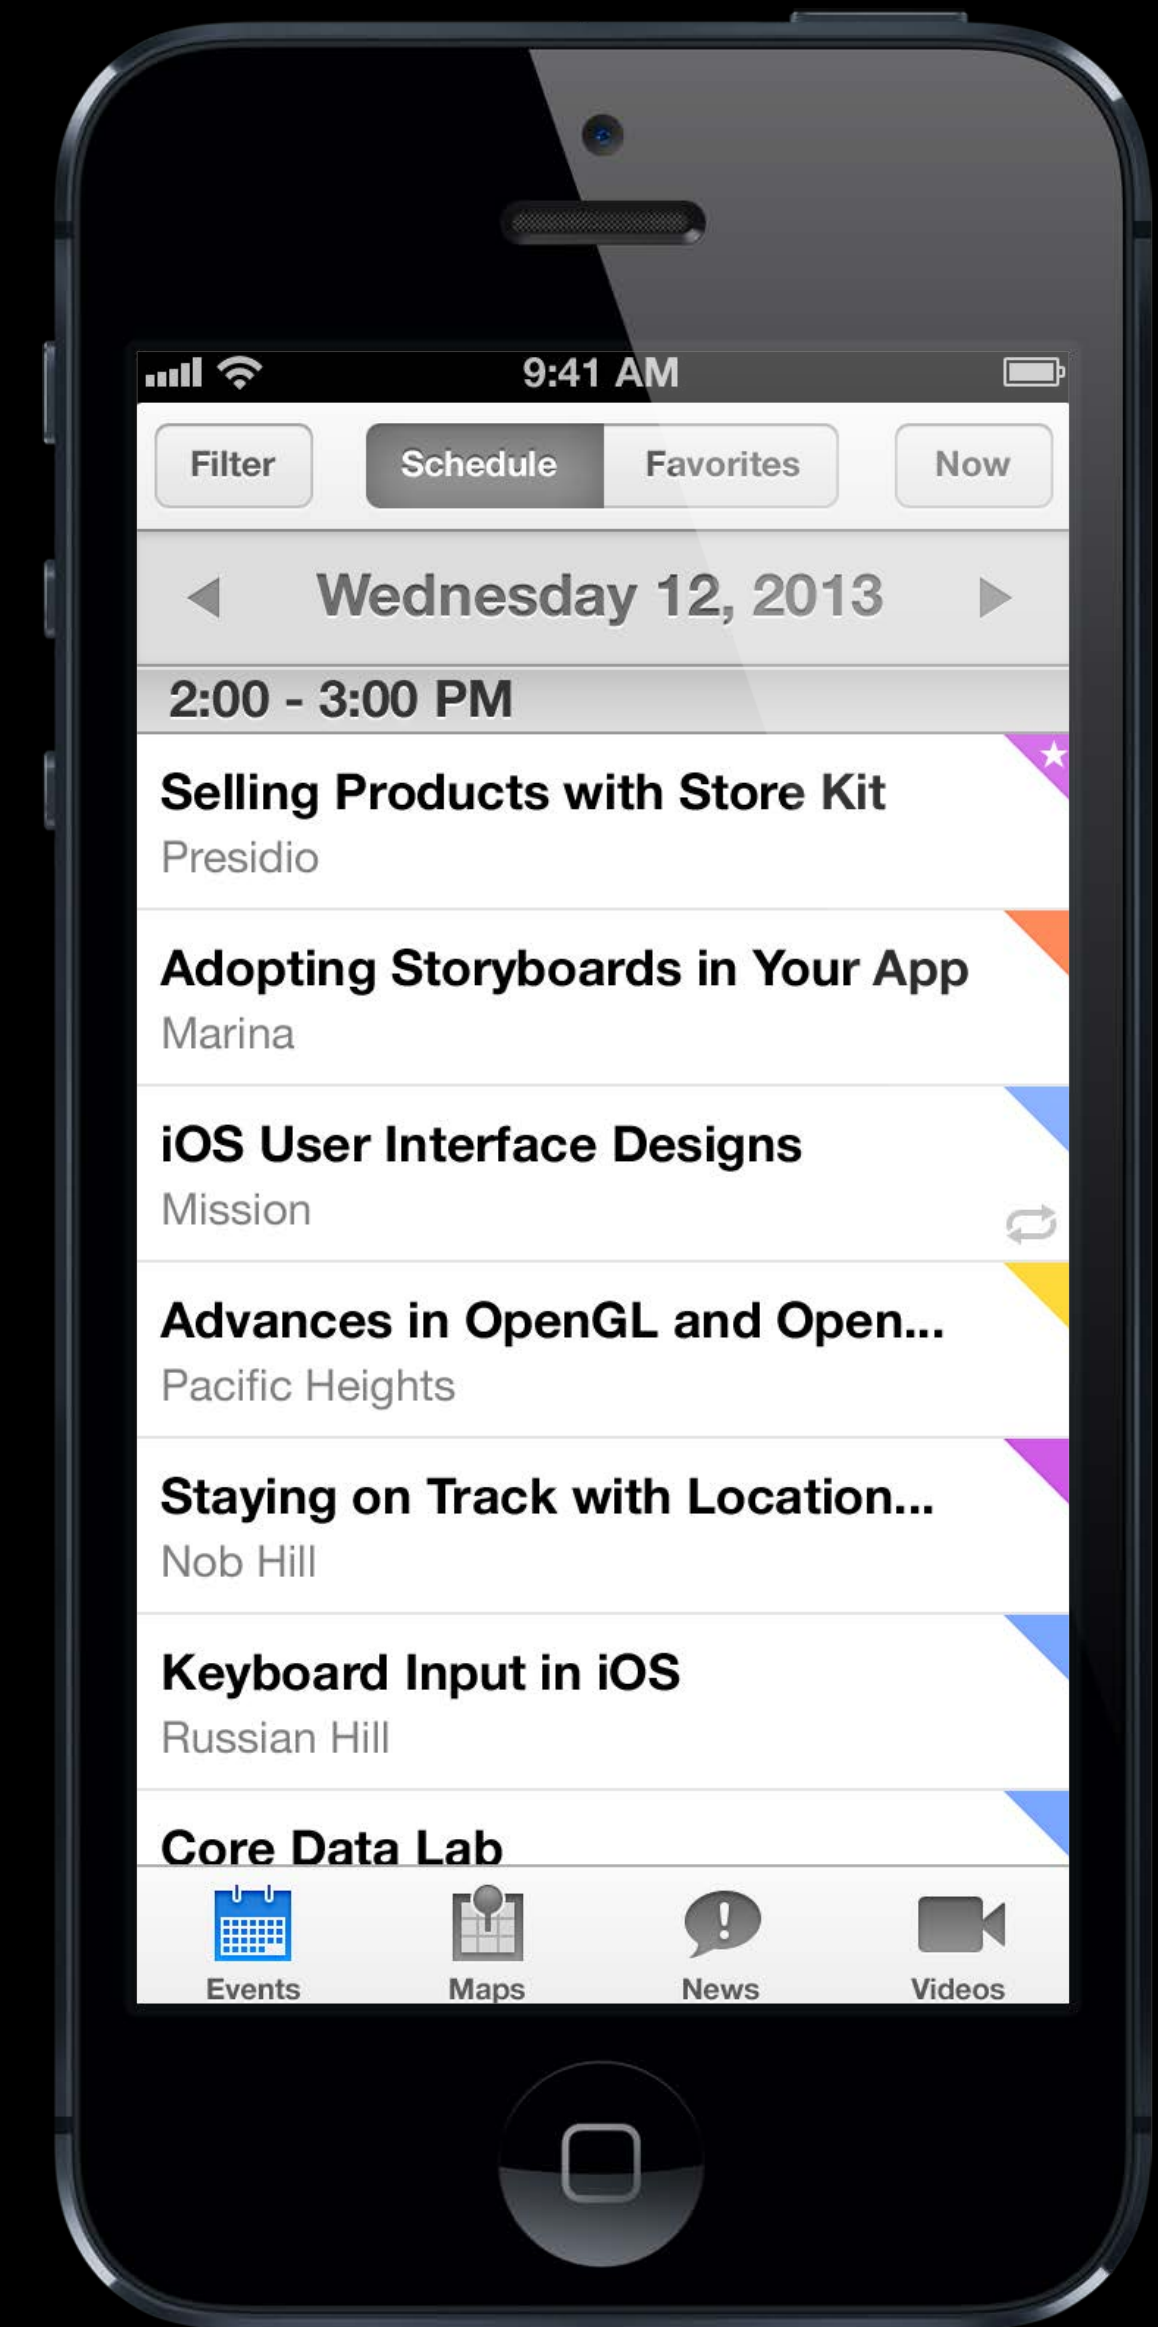 9:41 AM
Filter Schedule Favorites Now
Wednesday 12, 2013
2:00 - 3:00 PM
Selling Products with Store Kit
Presidio
Adopting Storyboards in Your App
Marina
iOS User Interface Designs
Mission
Advances in OpenGL and Open...
Pacific Heights
Staying on Track with Location...
Nob Hill
Keyboard Input in iOS
Russian Hill
Core Data Lab
Events Maps News Videos